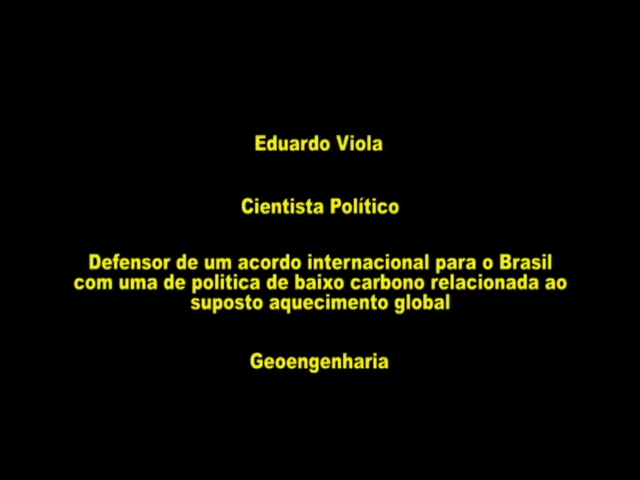 Eduardo Viola
Cientista Político
Defensor de um acordo internacional para o Brasil
com uma de politica de baixo carbono relacionada ao
suposto aquecimento global
Geoengenharia